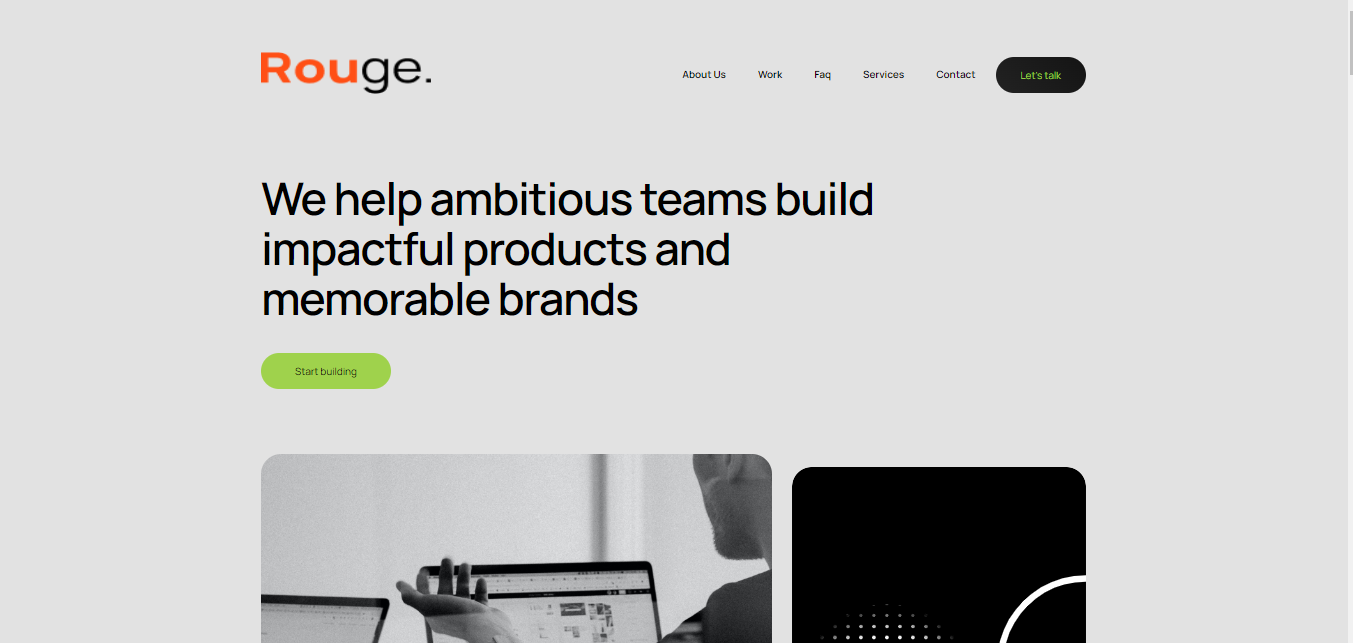 Rouge.
About Us
Work
Faq
Services
Contact
Let's talk
We help ambitious teams build
impactful products and
memorable brands
Start building